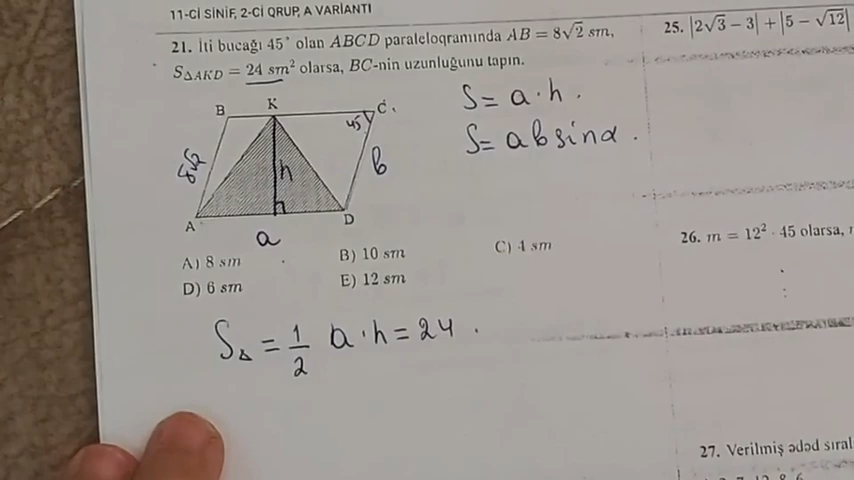 11-Cİ SİNİF, 2-Cİ QRUP, A VARİANTI
21. İti bucağı 45° olan ABCD paraleloqramında AB = 8√2 sm,
S△AKD = 24 sm² olarsa, BC-nin uzunluğunu tapın.
B K C
45
8√2 h b
A D
a
S = a · h .
S = ab sinα .
A) 8 sm B) 10 sm C) 4 sm
D) 6 sm E) 12 sm
S△ = 1/2 a · h = 24 .
25. |2√3 − 3| + |5 − √12|
26. m = 12² · 45 olarsa,
27. Verilmiş ədəd sıral